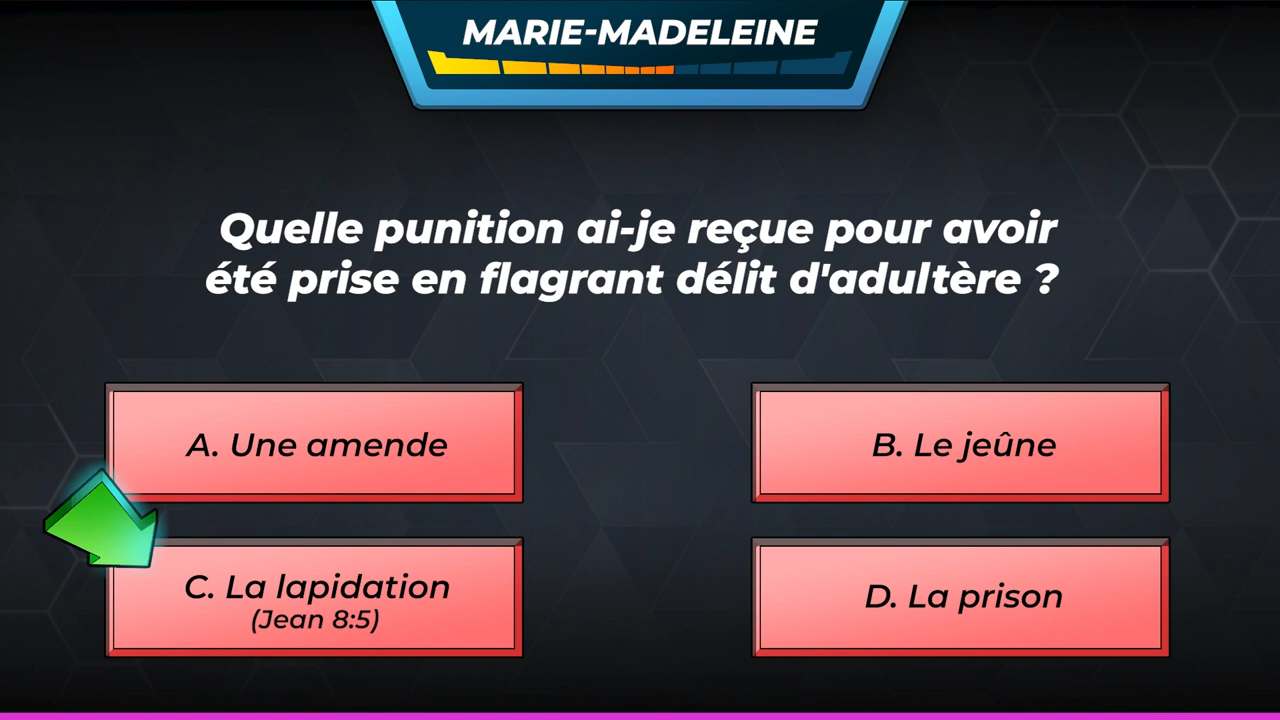 MARIE-MADELEINE
Quelle punition ai-je reçue pour avoir
été prise en flagrant délit d'adultère ?
A. Une amende
B. Le jeûne
C. La lapidation
(Jean 8:5)
D. La prison